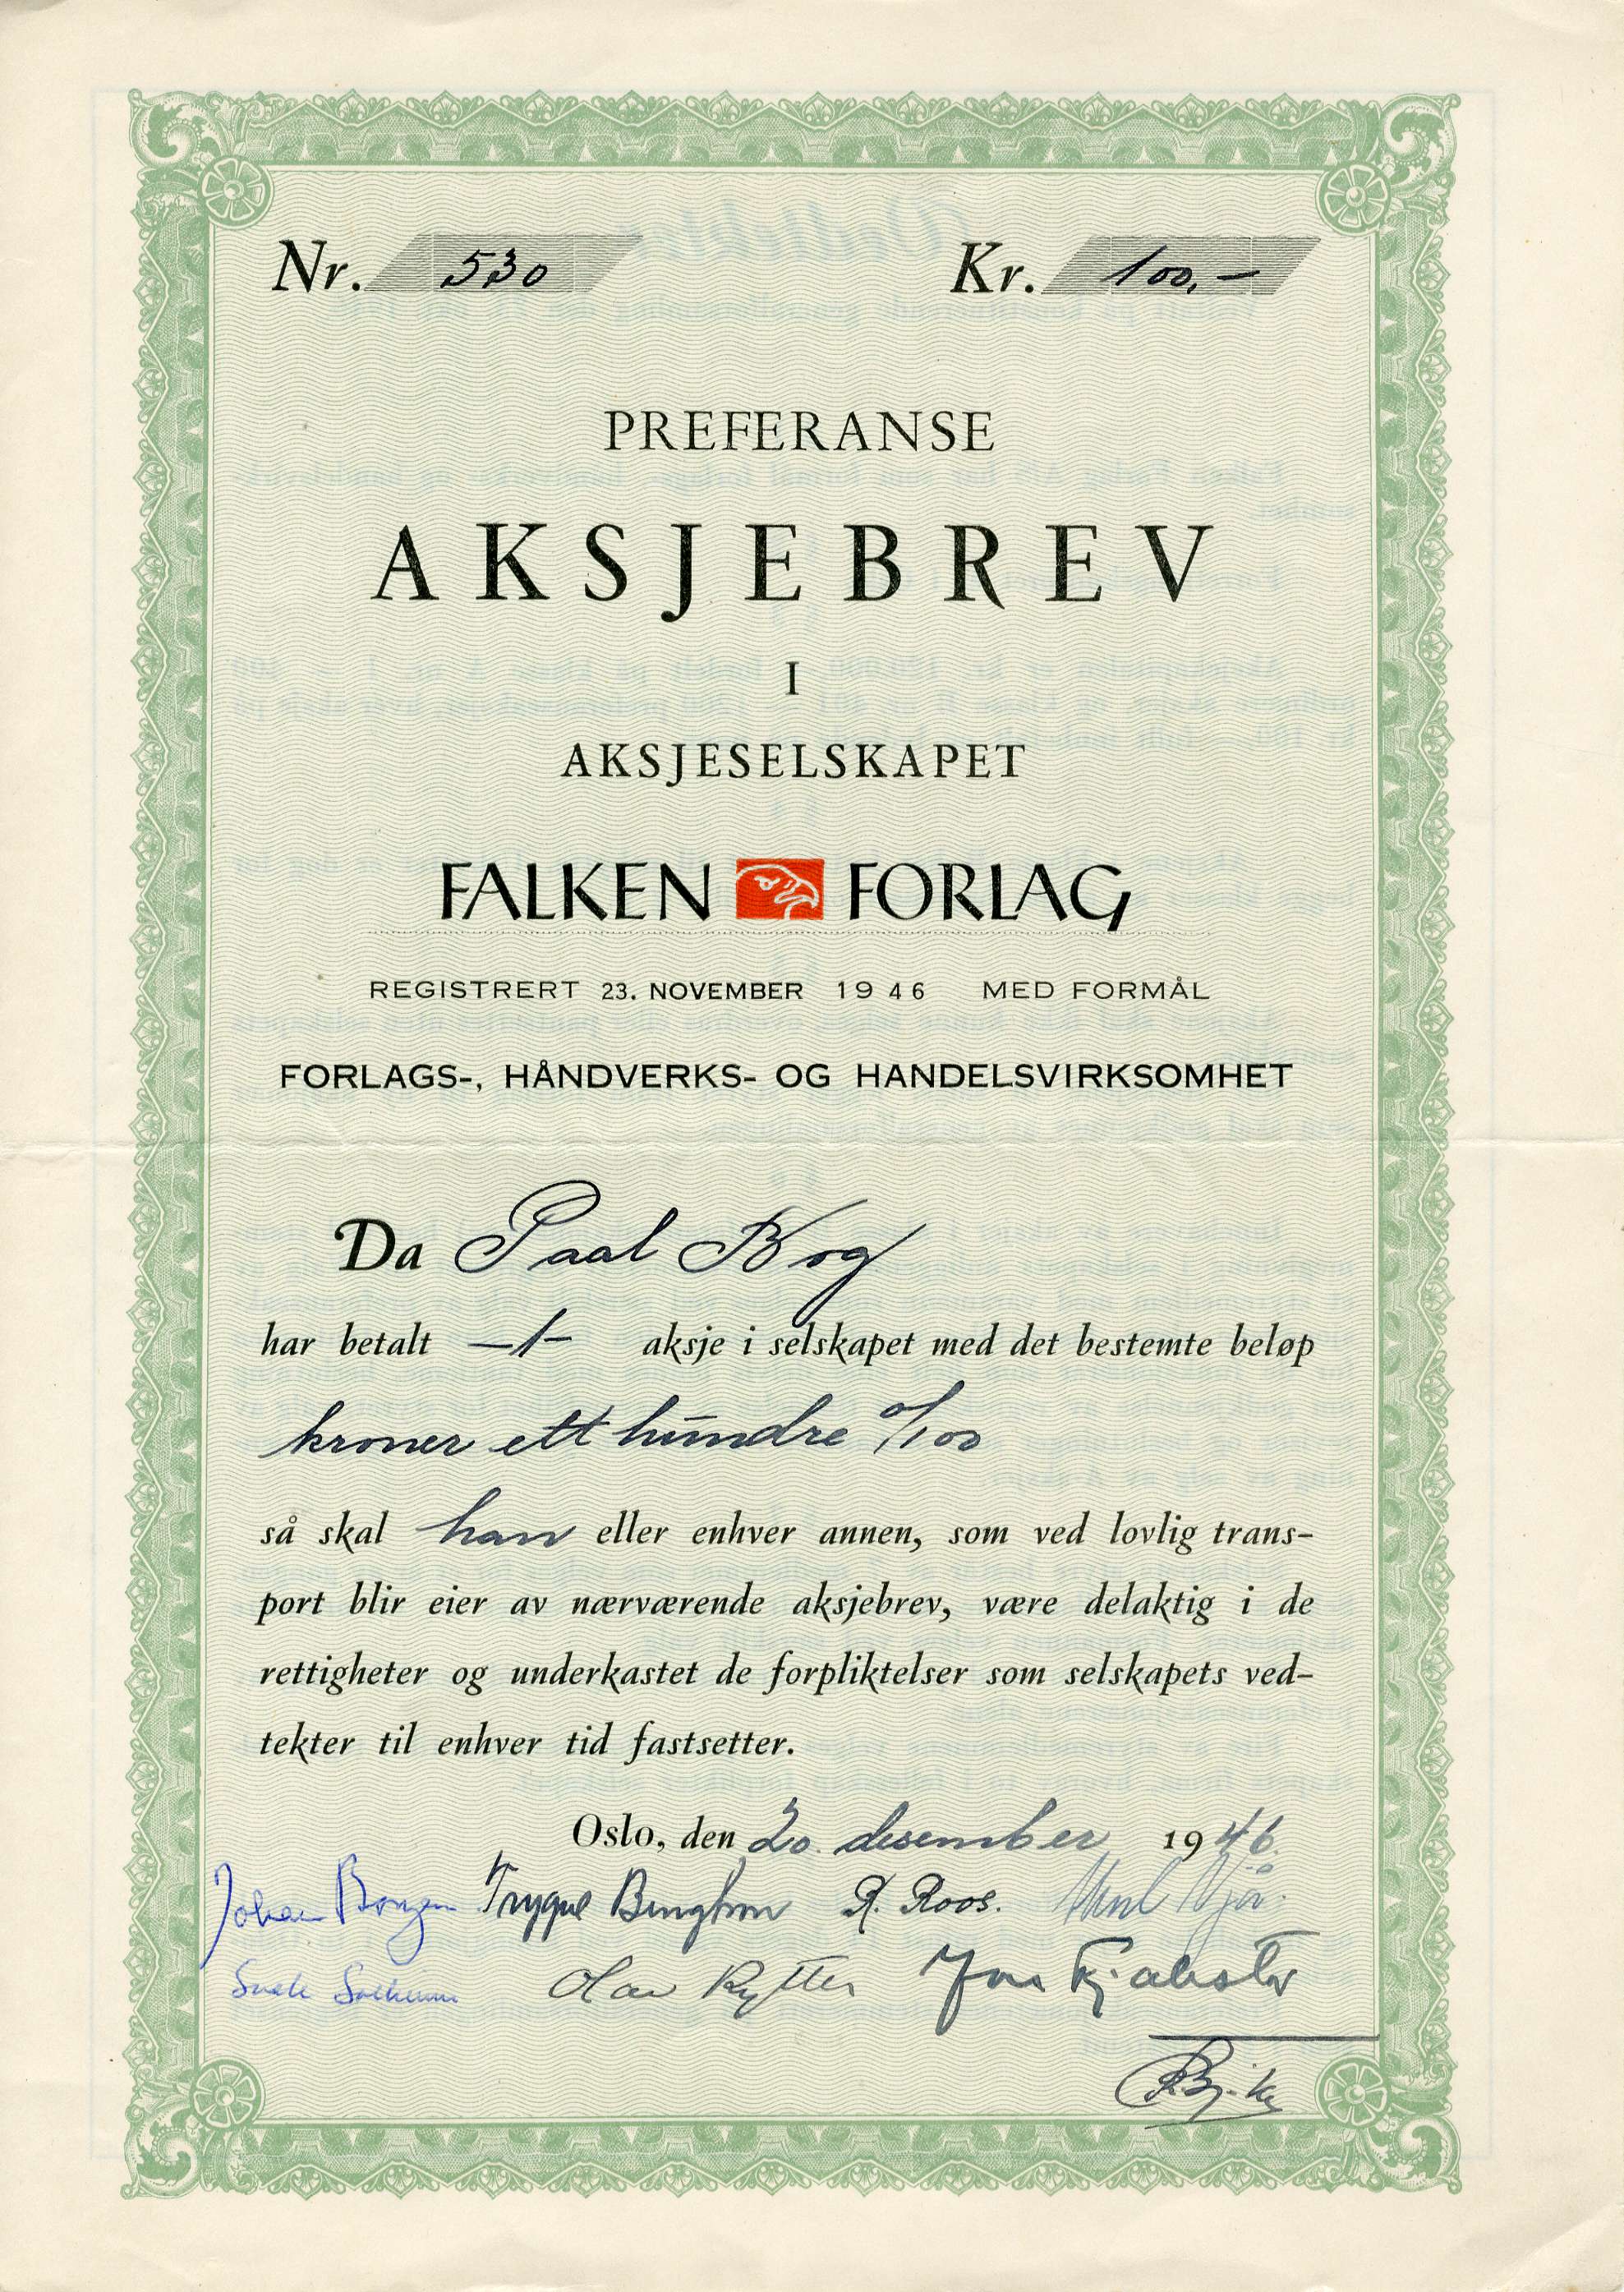 Nr. 530 Kr. 100,-
PREFERANSE
AKSJEBREV
I
AKSJESELSKAPET
FALKEN FORLAG
REGISTRERT 23. NOVEMBER 1946 MED FORMÅL
FORLAGS-, HÅNDVERKS- OG HANDELSVIRKSOMHET
Da Paal Brog
har betalt —1— aksje i selskapet med det bestemte beløp
kroner ett hundre 0/100
så skal han eller enhver annen, som ved lovlig trans-
port blir eier av nærværende aksjebrev, være delaktig i de
rettigheter og underkastet de forpliktelser som selskapets ved-
tekter til enhver tid fastsetter.
Oslo, den 20. desember 1946.
Johan Borgen Trygve R. Roos.
Olav Rytter